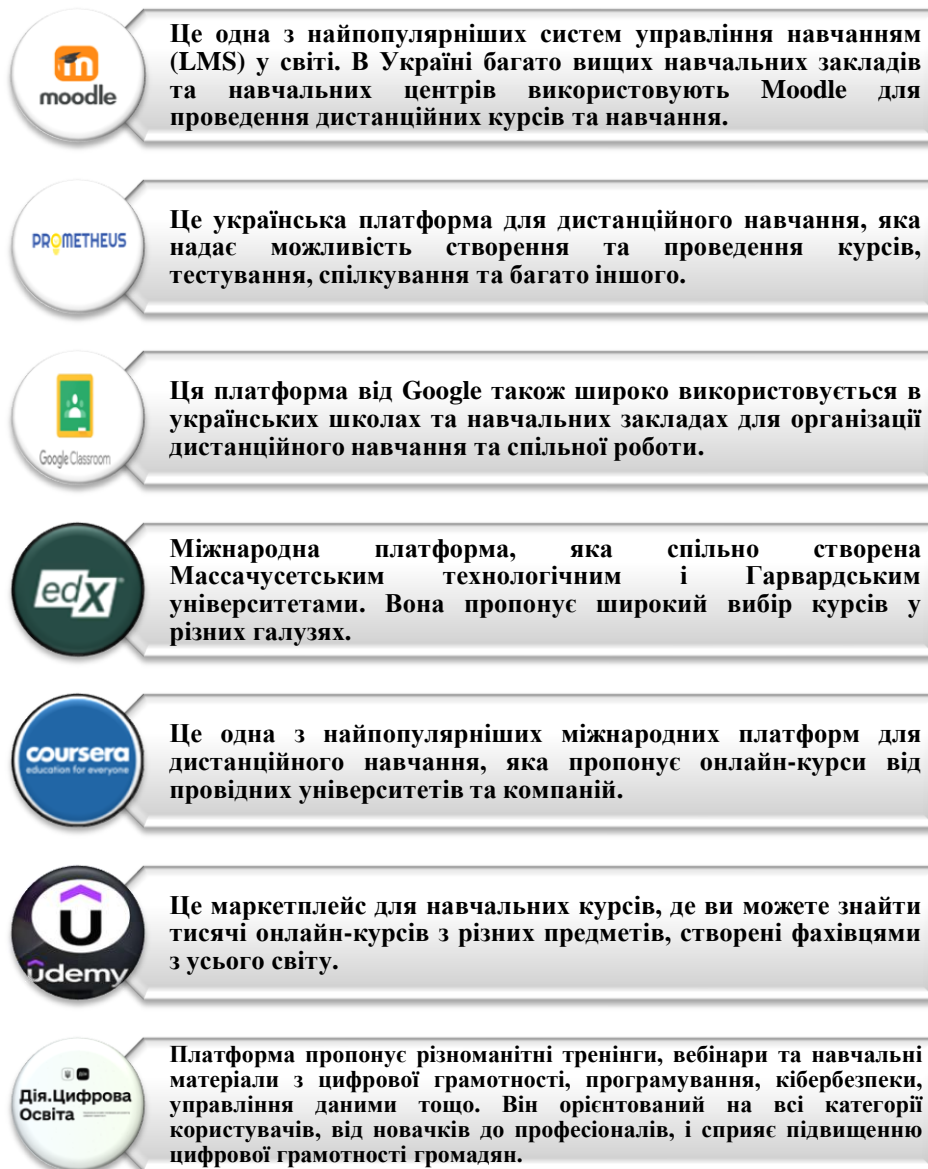 moodle
Це одна з найпопулярніших систем управління навчанням
(LMS) у світі. В Україні багато вищих навчальних закладів
та навчальних центрів використовують Moodle для
проведення дистанційних курсів та навчання.
PROMETHEUS
Це українська платформа для дистанційного навчання, яка
надає можливість створення та проведення курсів,
тестування, спілкування та багато іншого.
Google Classroom
Ця платформа від Google також широко використовується в
українських школах та навчальних закладах для організації
дистанційного навчання та спільної роботи.
edX
Міжнародна платформа, яка спільно створена
Массачусетським технологічним і Гарвардським
університетами. Вона пропонує широкий вибір курсів у
різних галузях.
coursera
education for everyone
Це одна з найпопулярніших міжнародних платформ для
дистанційного навчання, яка пропонує онлайн-курси від
провідних університетів та компаній.
ûdemy
Це маркетплейс для навчальних курсів, де ви можете знайти
тисячі онлайн-курсів з різних предметів, створені фахівцями
з усього світу.
Дія.Цифрова
Освіта
Платформа пропонує різноманітні тренінги, вебінари та навчальні
матеріали з цифрової грамотності, програмування, кібербезпеки,
управління даними тощо. Він орієнтований на всі категорії
користувачів, від новачків до професіоналів, і сприяє підвищенню
цифрової грамотності громадян.